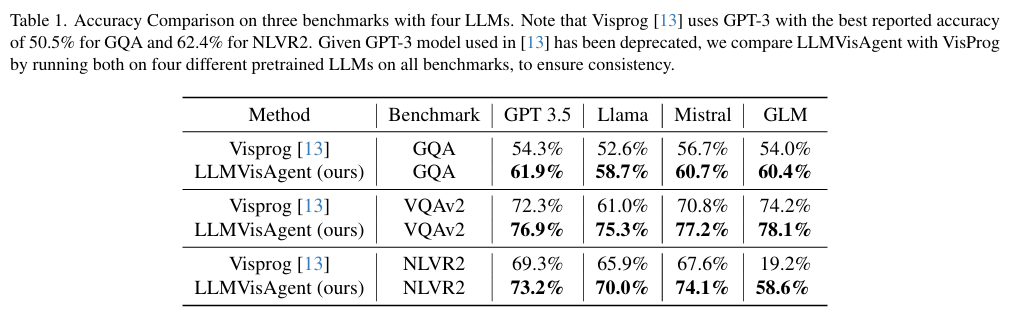 Table 1. Accuracy Comparison on three benchmarks with four LLMs. Note that Visprog [13] uses GPT-3 with the best reported accuracy
of 50.5% for GQA and 62.4% for NLVR2. Given GPT-3 model used in [13] has been deprecated, we compare LLMVisAgent with VisProg
by running both on four different pretrained LLMs on all benchmarks, to ensure consistency.
Method Benchmark GPT 3.5 Llama Mistral GLM
Visprog [13] GQA 54.3% 52.6% 56.7% 54.0%
LLMVisAgent (ours) GQA 61.9% 58.7% 60.7% 60.4%
Visprog [13] VQAv2 72.3% 61.0% 70.8% 74.2%
LLMVisAgent (ours) VQAv2 76.9% 75.3% 77.2% 78.1%
Visprog [13] NLVR2 69.3% 65.9% 67.6% 19.2%
LLMVisAgent (ours) NLVR2 73.2% 70.0% 74.1% 58.6%